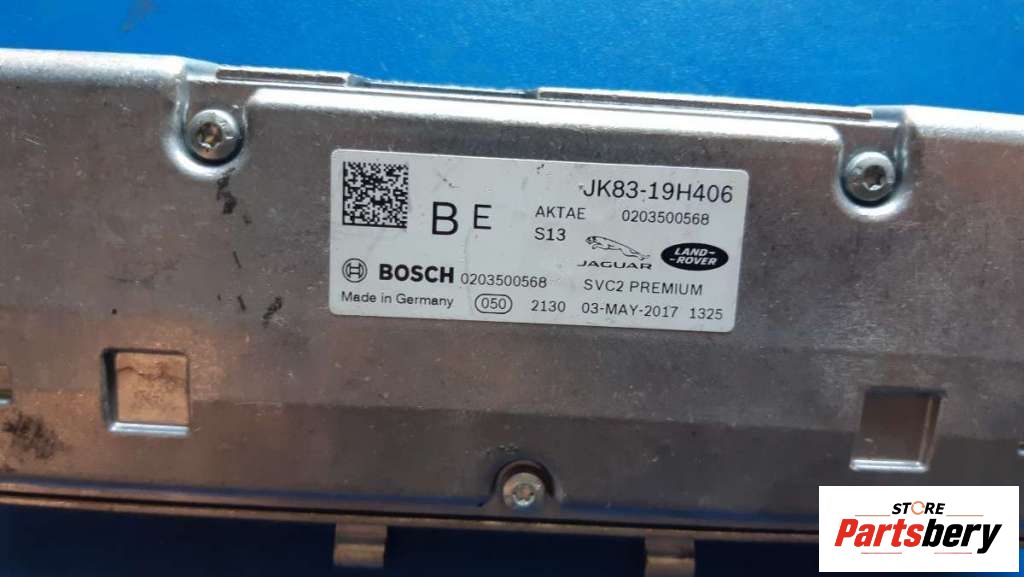 JK83-19H406
B E
AKTAE 0203500568
S13
JAGUAR
LAND-
-ROVER
BOSCH 0203500568
SVC2 PREMIUM
Made in Germany 050 2130 03-MAY-2017 1325
STORE
Partsbery